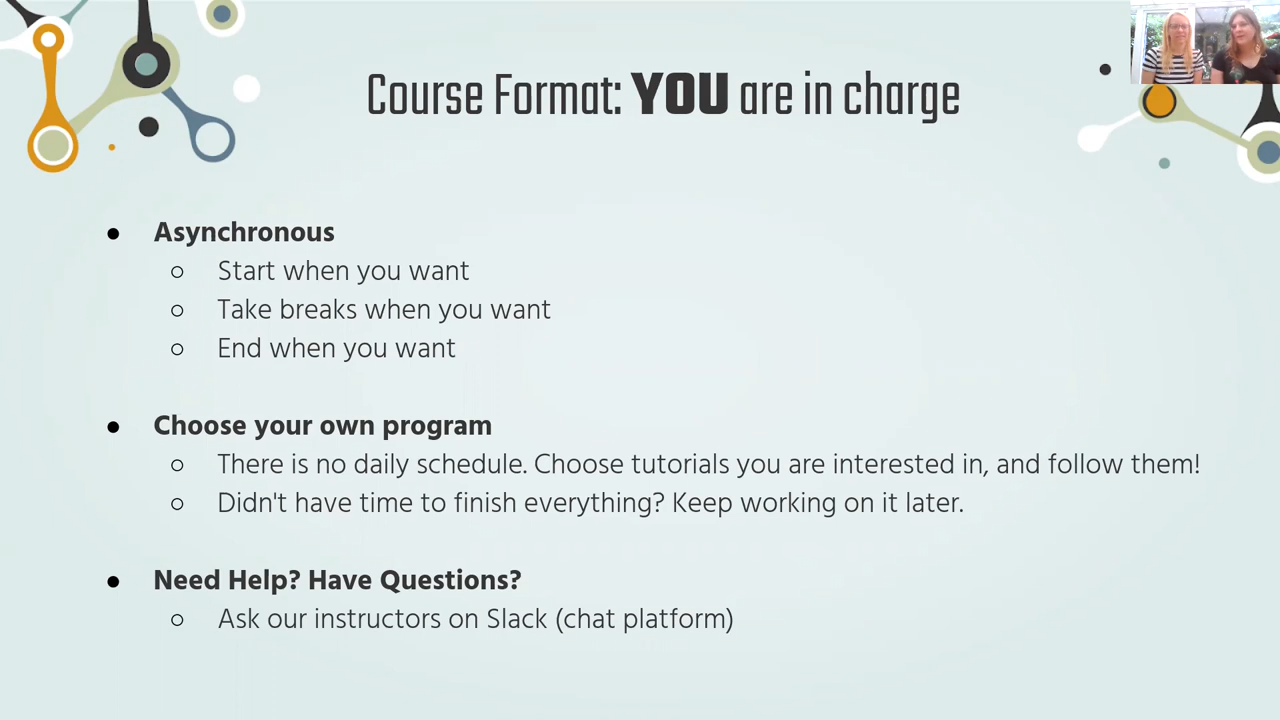 Course Format: YOU are in charge
● Asynchronous
○ Start when you want
○ Take breaks when you want
○ End when you want
● Choose your own program
○ There is no daily schedule. Choose tutorials you are interested in, and follow them!
○ Didn't have time to finish everything? Keep working on it later.
● Need Help? Have Questions?
○ Ask our instructors on Slack (chat platform)